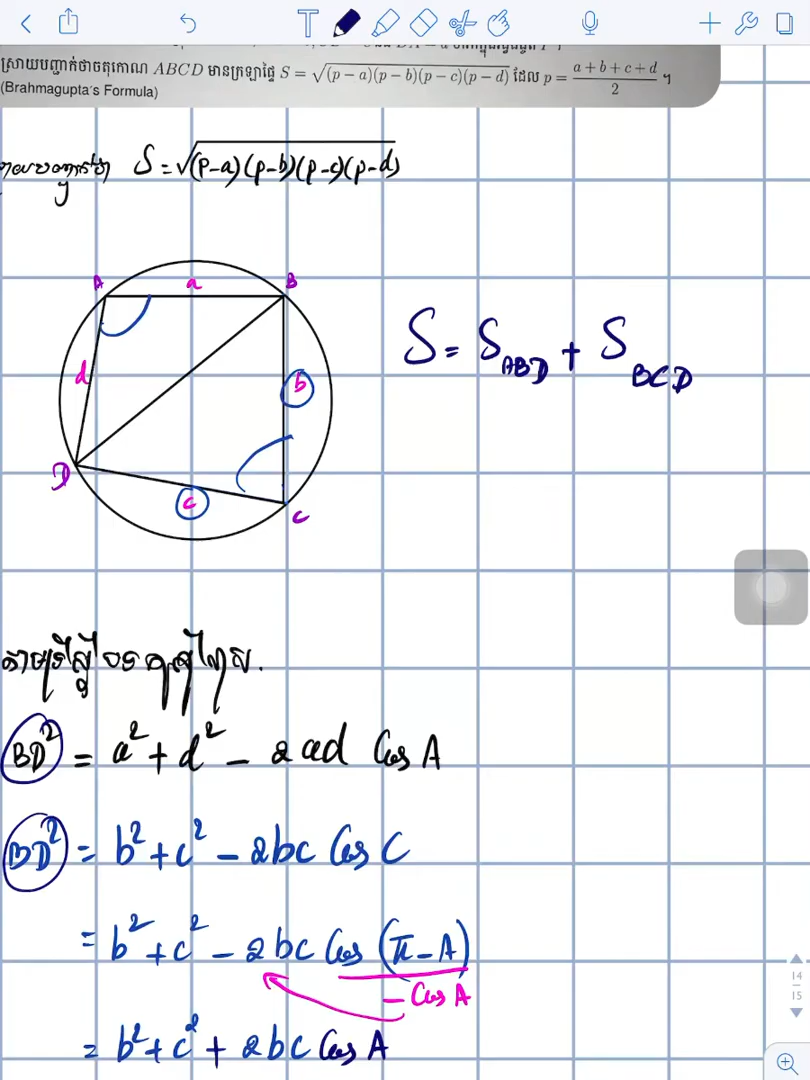 ស្រាយបញ្ជាក់ថាចតុកោណ ABCD មានក្រឡាផ្ទៃ S = √(p − a)(p − b)(p − c)(p − d) ដែល p = (a + b + c + d)/2 ។
(Brahmagupta's Formula)
S = √(p-a)(p-b)(p-c)(p-d)
A a B
d b
D c C
S = S_ABD + S_BCD
BD² = a² + d² - 2ad Cos A
BD² = b² + c² - 2bc Cos C
= b² + c² - 2bc Cos (π - A)
- Cos A
= b² + c² + 2bc Cos A
14
15